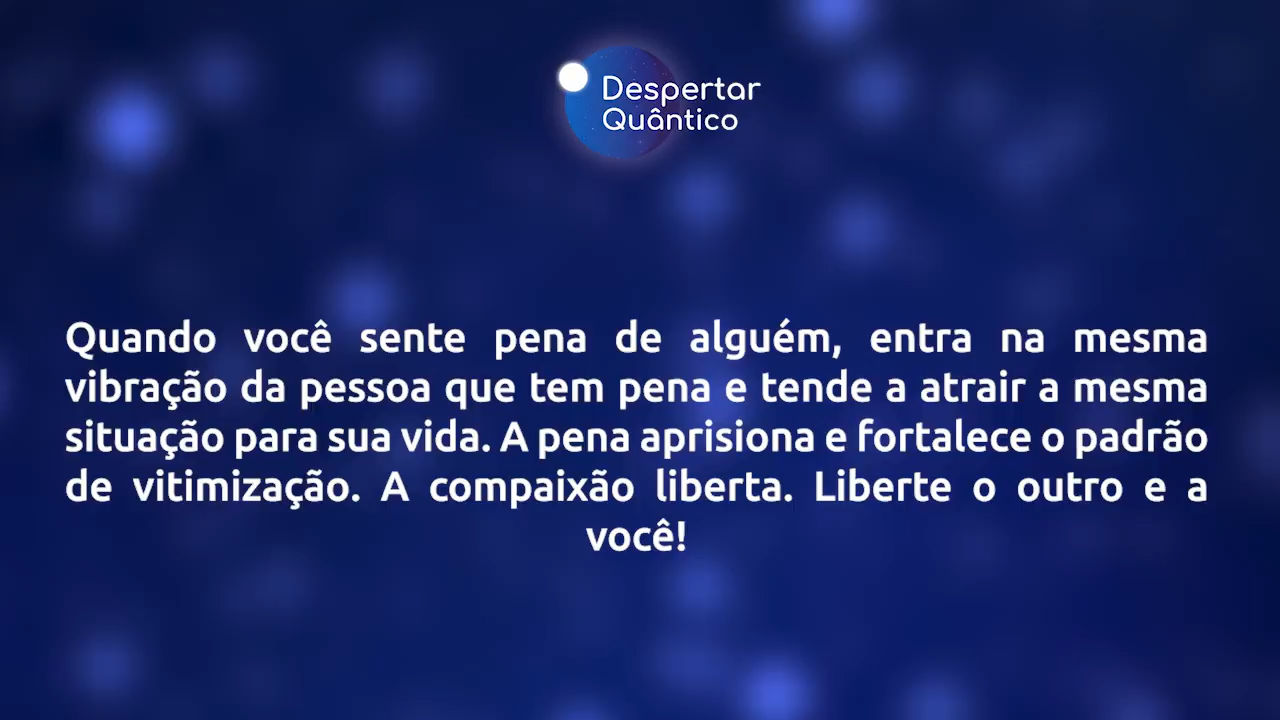 Despertar
Quântico
Quando você sente pena de alguém, entra na mesma
vibração da pessoa que tem pena e tende a atrair a mesma
situação para sua vida. A pena aprisiona e fortalece o padrão
de vitimização. A compaixão liberta. Liberte o outro e a
você!